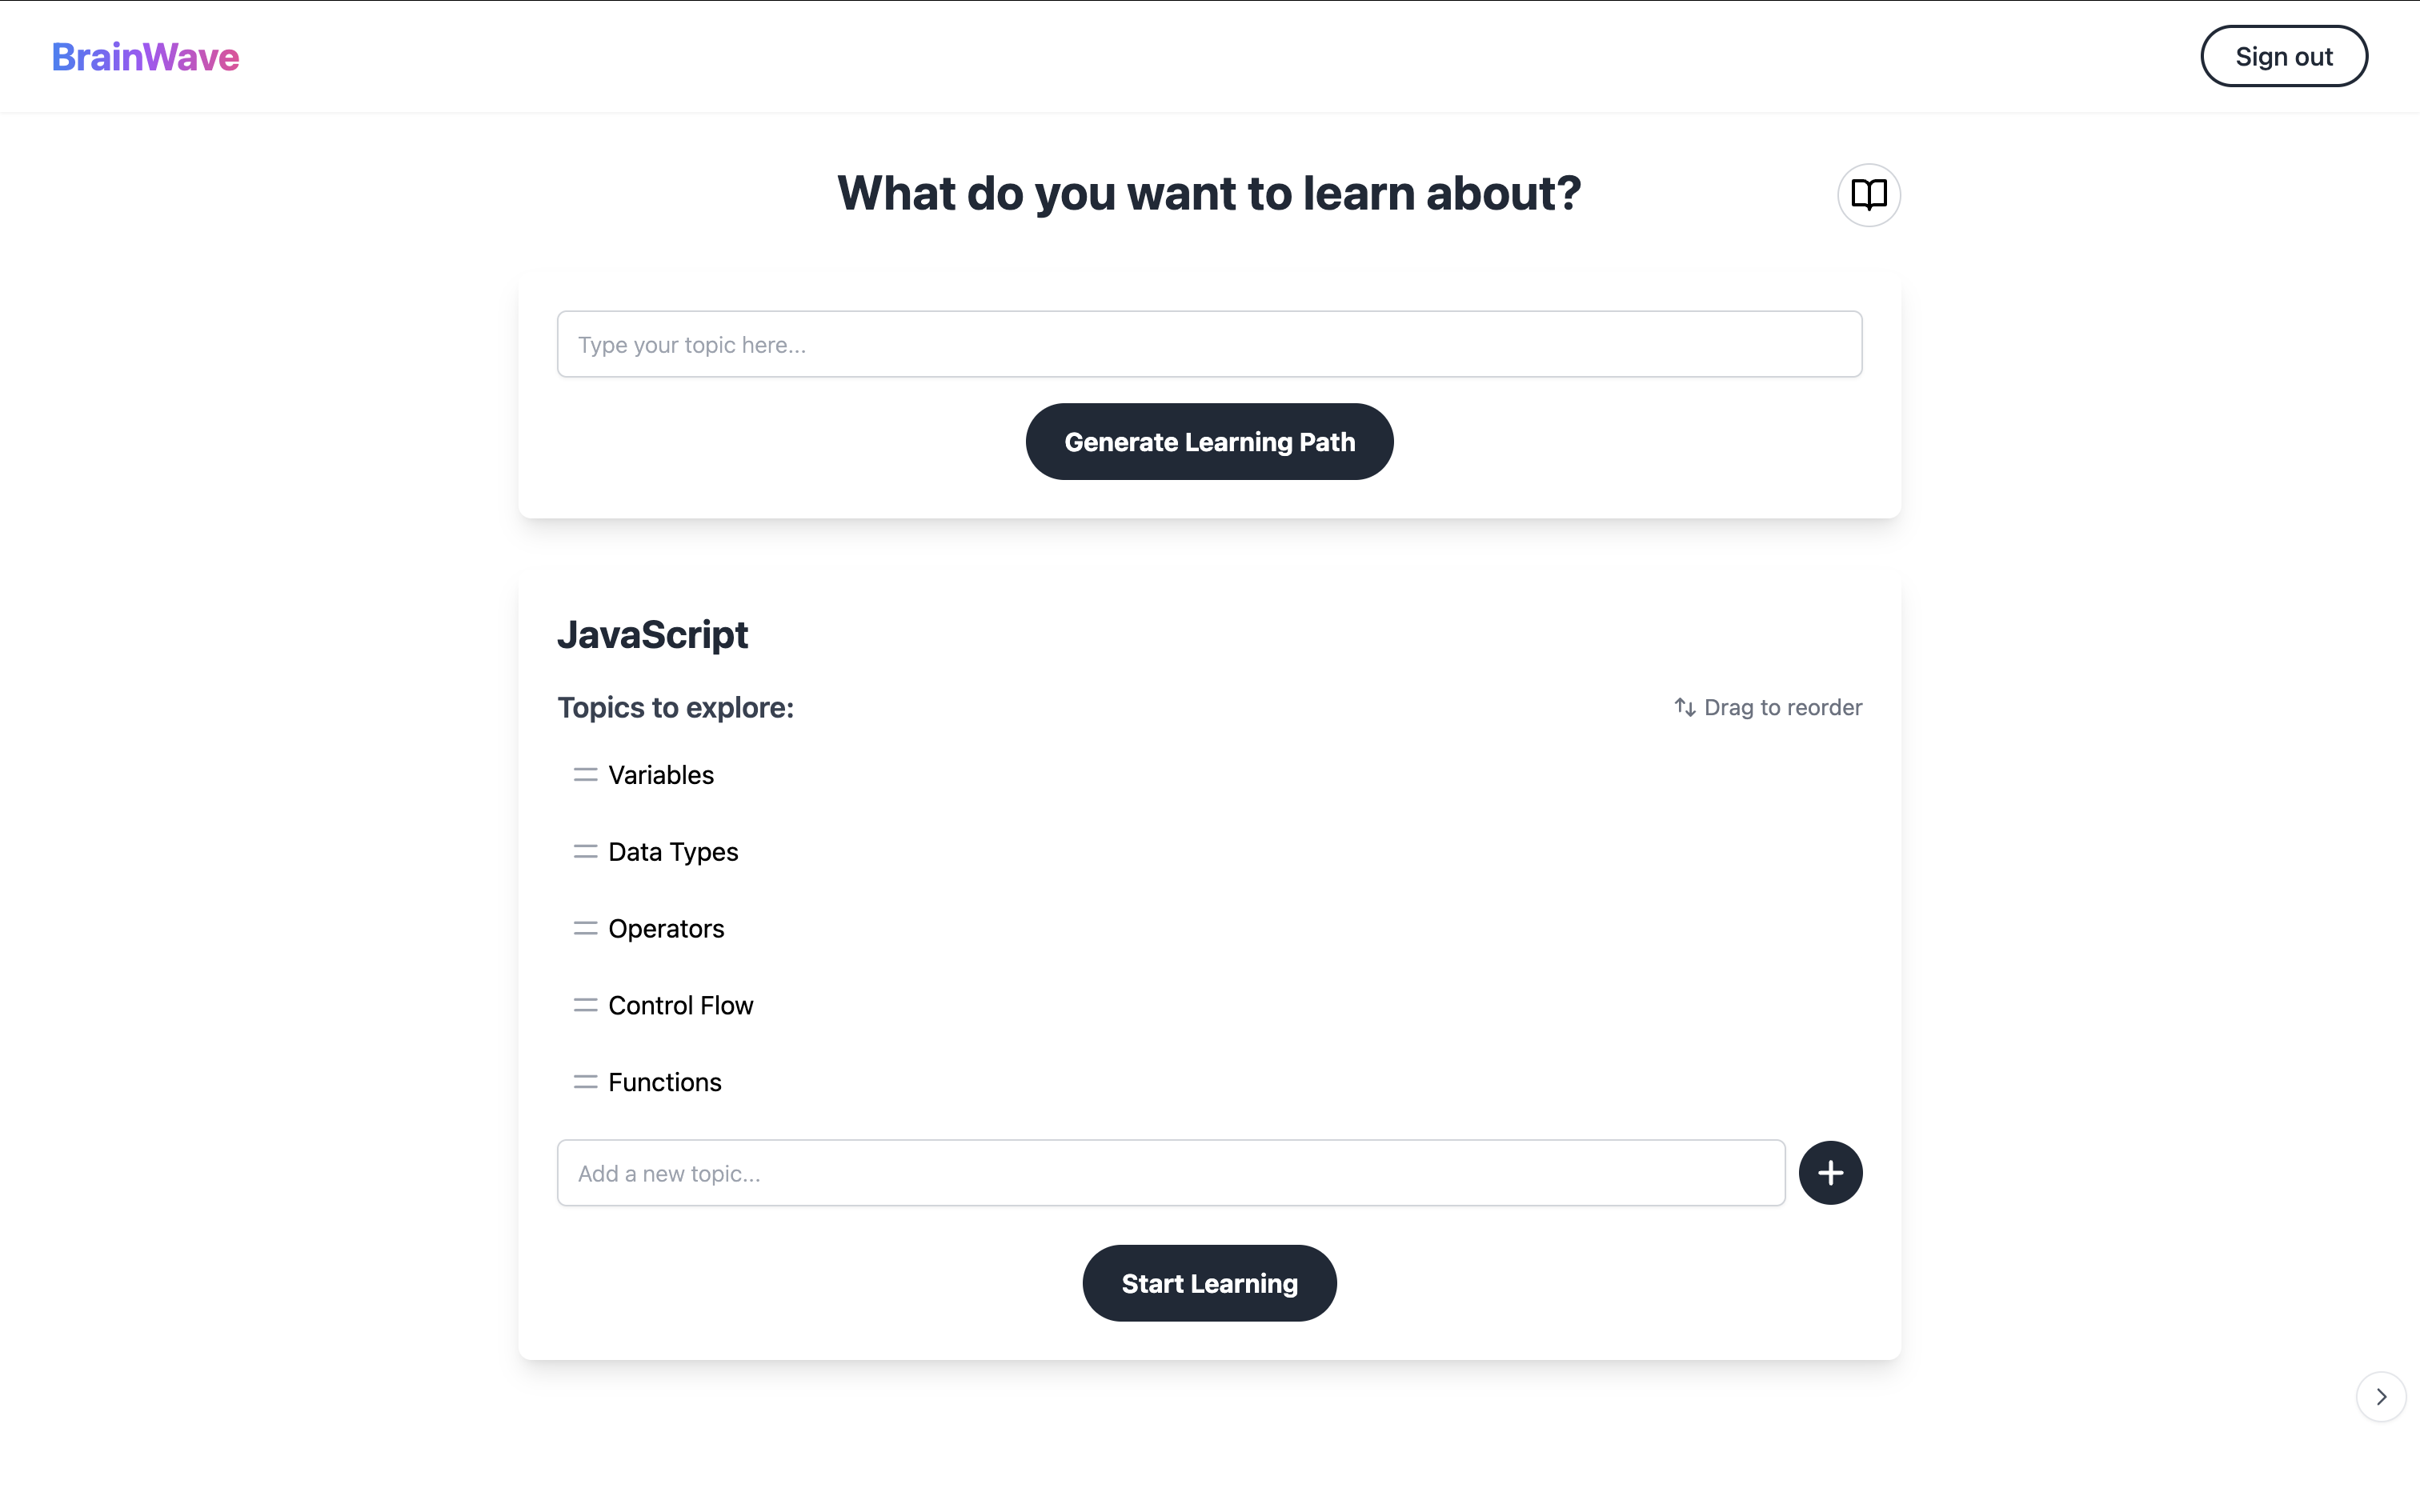 BrainWave
Sign out
What do you want to learn about?
Type your topic here...
Generate Learning Path
JavaScript
Topics to explore:
Drag to reorder
Variables
Data Types
Operators
Control Flow
Functions
Add a new topic...
Start Learning